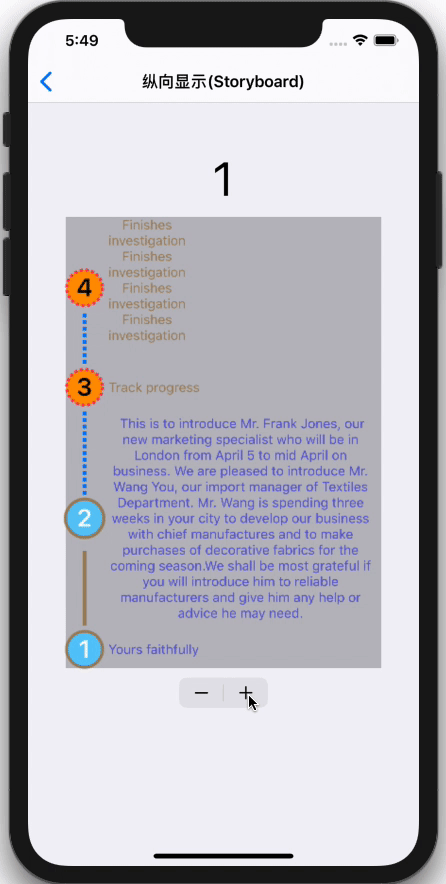 5:49
纵向显示(Storyboard)
1
Finishes
investigation
Finishes
investigation
4
Finishes
investigation
Finishes
investigation
3
Track progress
This is to introduce Mr. Frank Jones, our
new marketing specialist who will be in
London from April 5 to mid April on
business. We are pleased to introduce Mr.
Wang You, our import manager of Textiles
Department. Mr. Wang is spending three
2
weeks in your city to develop our business
with chief manufactures and to make
purchases of decorative fabrics for the
coming season.We shall be most grateful if
you will introduce him to reliable
manufacturers and give him any help or
advice he may need.
1
Yours faithfully
− +